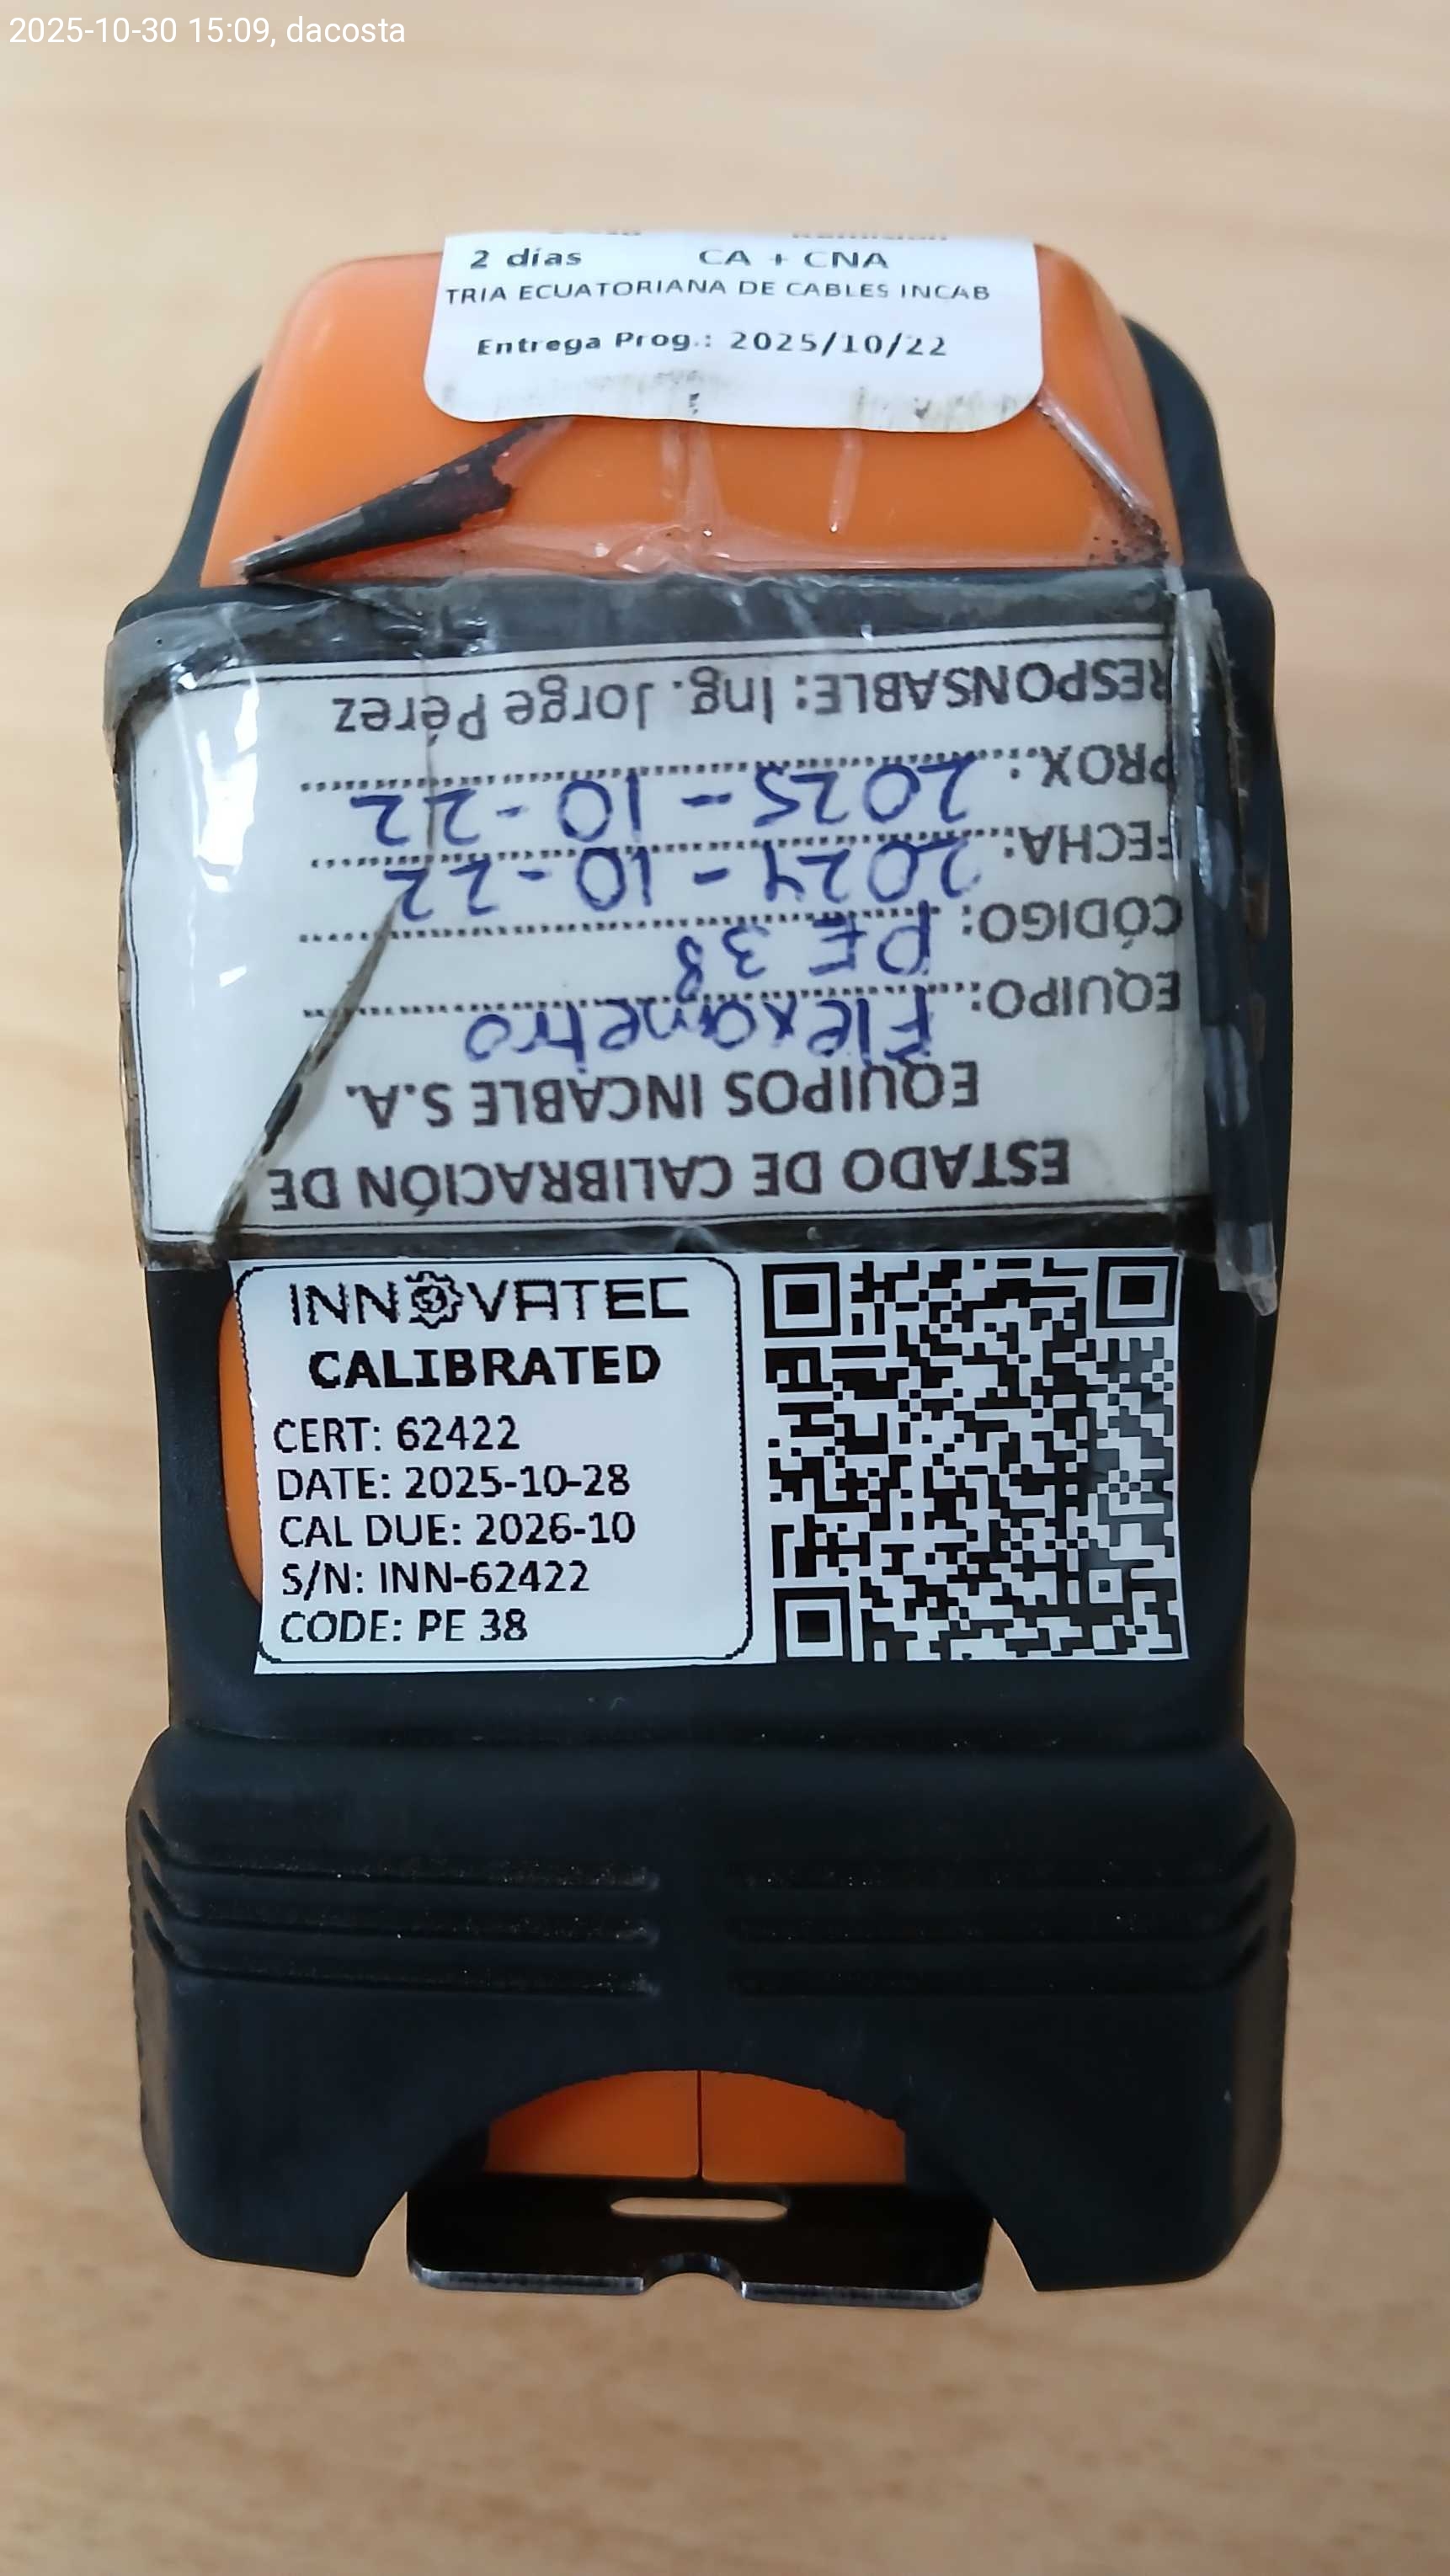 2025-10-30 15:09, dacosta
2 días CA + CNA
TRIA ECUATORIANA DE CABLES INCAB
Entrega Prog.: 2025/10/22
ESTADO DE CALIBRACIÓN DE
EQUIPOS INCABLE S.A.
EQUIPO: Flexometro
CÓDIGO: PE 38
FECHA: 2024-10-22
PROX.: 2025-10-22
RESPONSABLE: Ing. Jorge Pérez
INNOVATEC
CALIBRATED
CERT: 62422
DATE: 2025-10-28
CAL DUE: 2026-10
S/N: INN-62422
CODE: PE 38